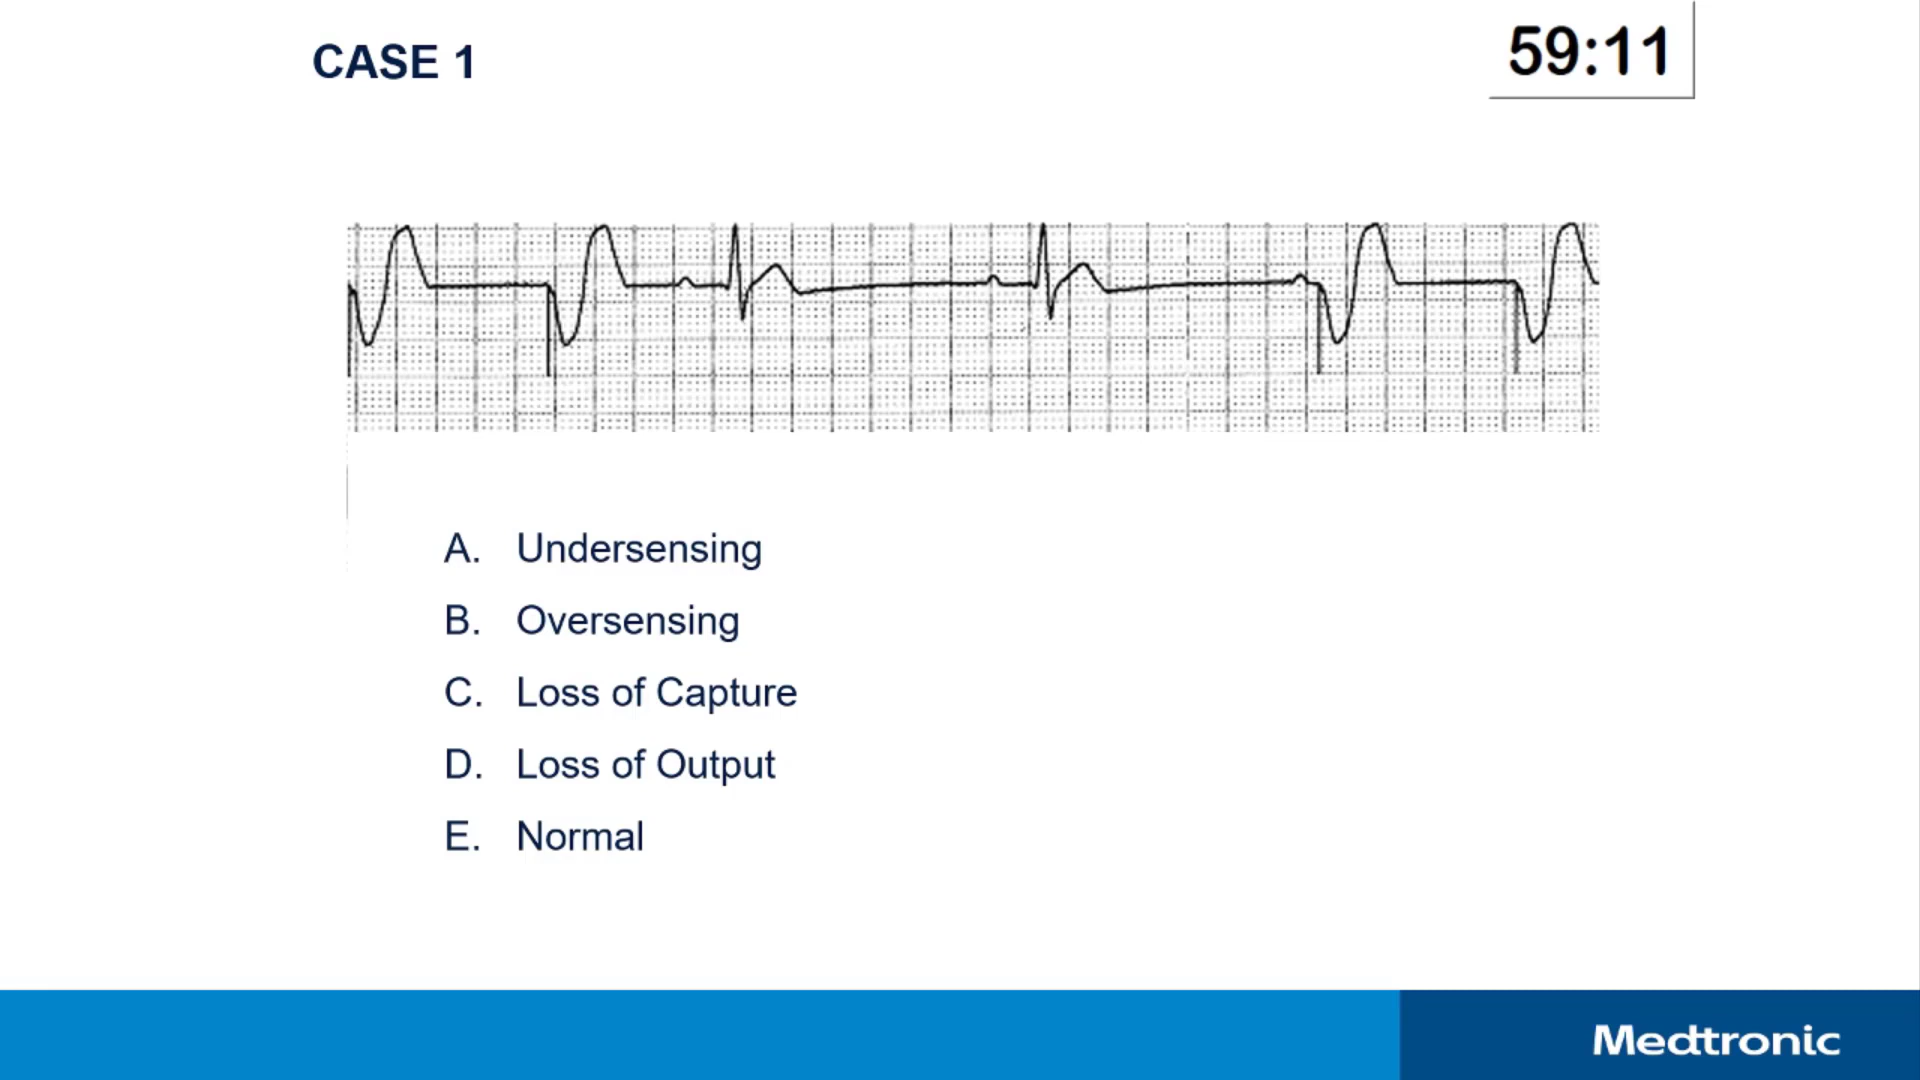 CASE 1
59:11
A. Undersensing
B. Oversensing
C. Loss of Capture
D. Loss of Output
E. Normal
Medtronic